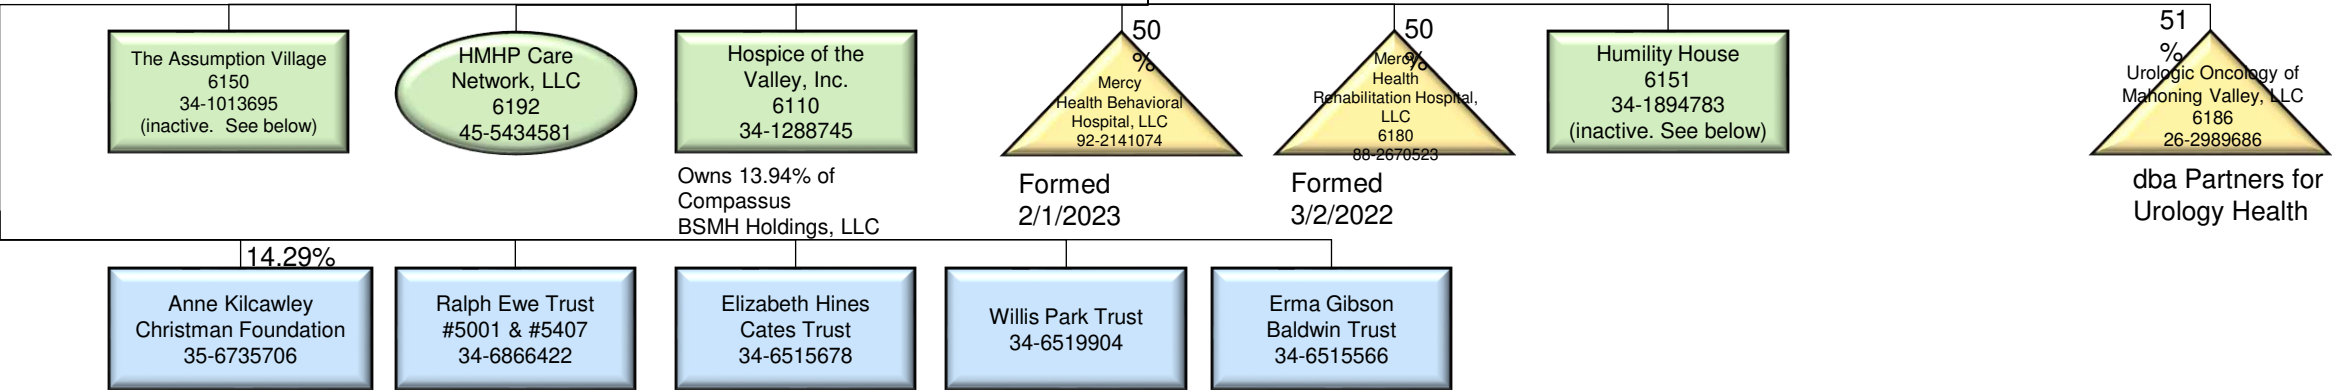 The Assumption Village
6150
34-1013695
(inactive.  See below)
HMHP Care
Network, LLC
6192
45-5434581
Hospice of the
Valley, Inc.
6110
34-1288745
Owns 13.94% of
Compassus
BSMH Holdings, LLC
50
%
Mercy
Health Behavioral
Hospital, LLC
92-2141074
Formed
2/1/2023
50
%
Mercy
Health
Rehabilitation Hospital,
LLC
6180
88-2670523
Formed
3/2/2022
Humility House
6151
34-1894783
(inactive. See below)
51
%
Urologic Oncology of
Mahoning Valley, LLC
6186
26-2989686
dba Partners for
Urology Health
14.29%
Anne Kilcawley
Christman Foundation
35-6735706
Ralph Ewe Trust
#5001 & #5407
34-6866422
Elizabeth Hines
Cates Trust
34-6515678
Willis Park Trust
34-6519904
Erma Gibson
Baldwin Trust
34-6515566